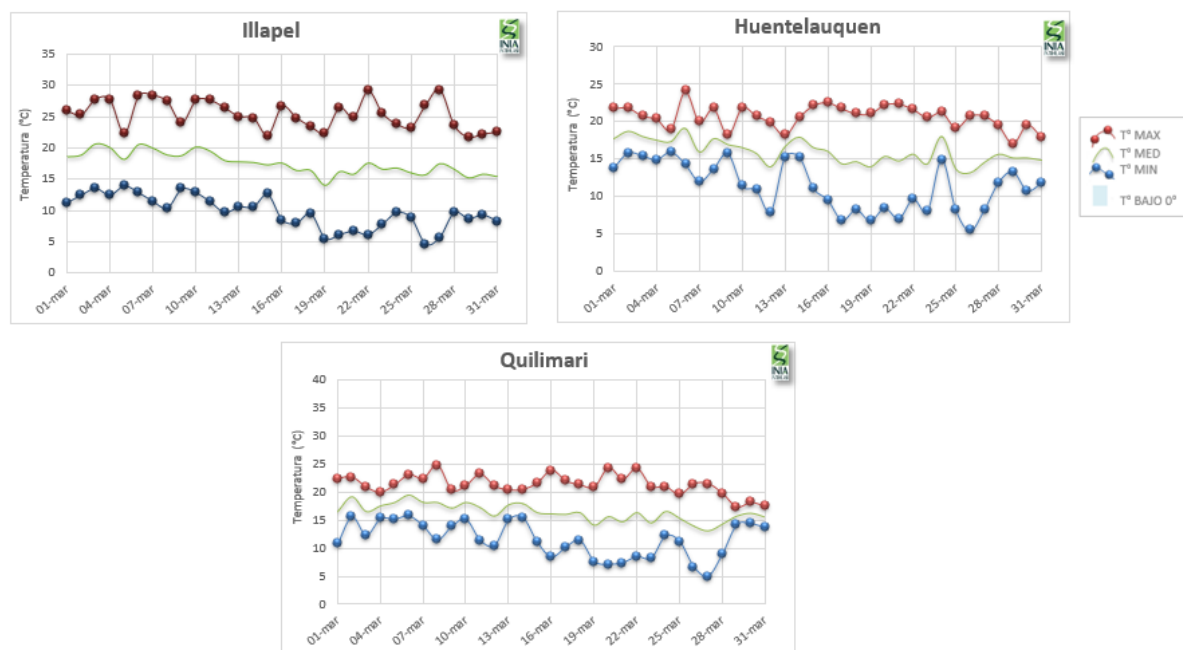 Illapel
INIA
Temperatura (°C)
35
30
25
20
15
10
5
0
01-mar
04-mar
07-mar
10-mar
13-mar
16-mar
19-mar
22-mar
25-mar
28-mar
31-mar
Huentelauquen
INIA
Temperatura (°C)
30
25
20
15
10
5
0
01-mar
04-mar
07-mar
10-mar
13-mar
16-mar
19-mar
22-mar
25-mar
28-mar
31-mar
T° MAX
T° MED
T° MIN
T° BAJO 0°
Quilimari
INIA
Temperatura (°C)
40
35
30
25
20
15
10
5
0
01-mar
04-mar
07-mar
10-mar
13-mar
16-mar
19-mar
22-mar
25-mar
28-mar
31-mar